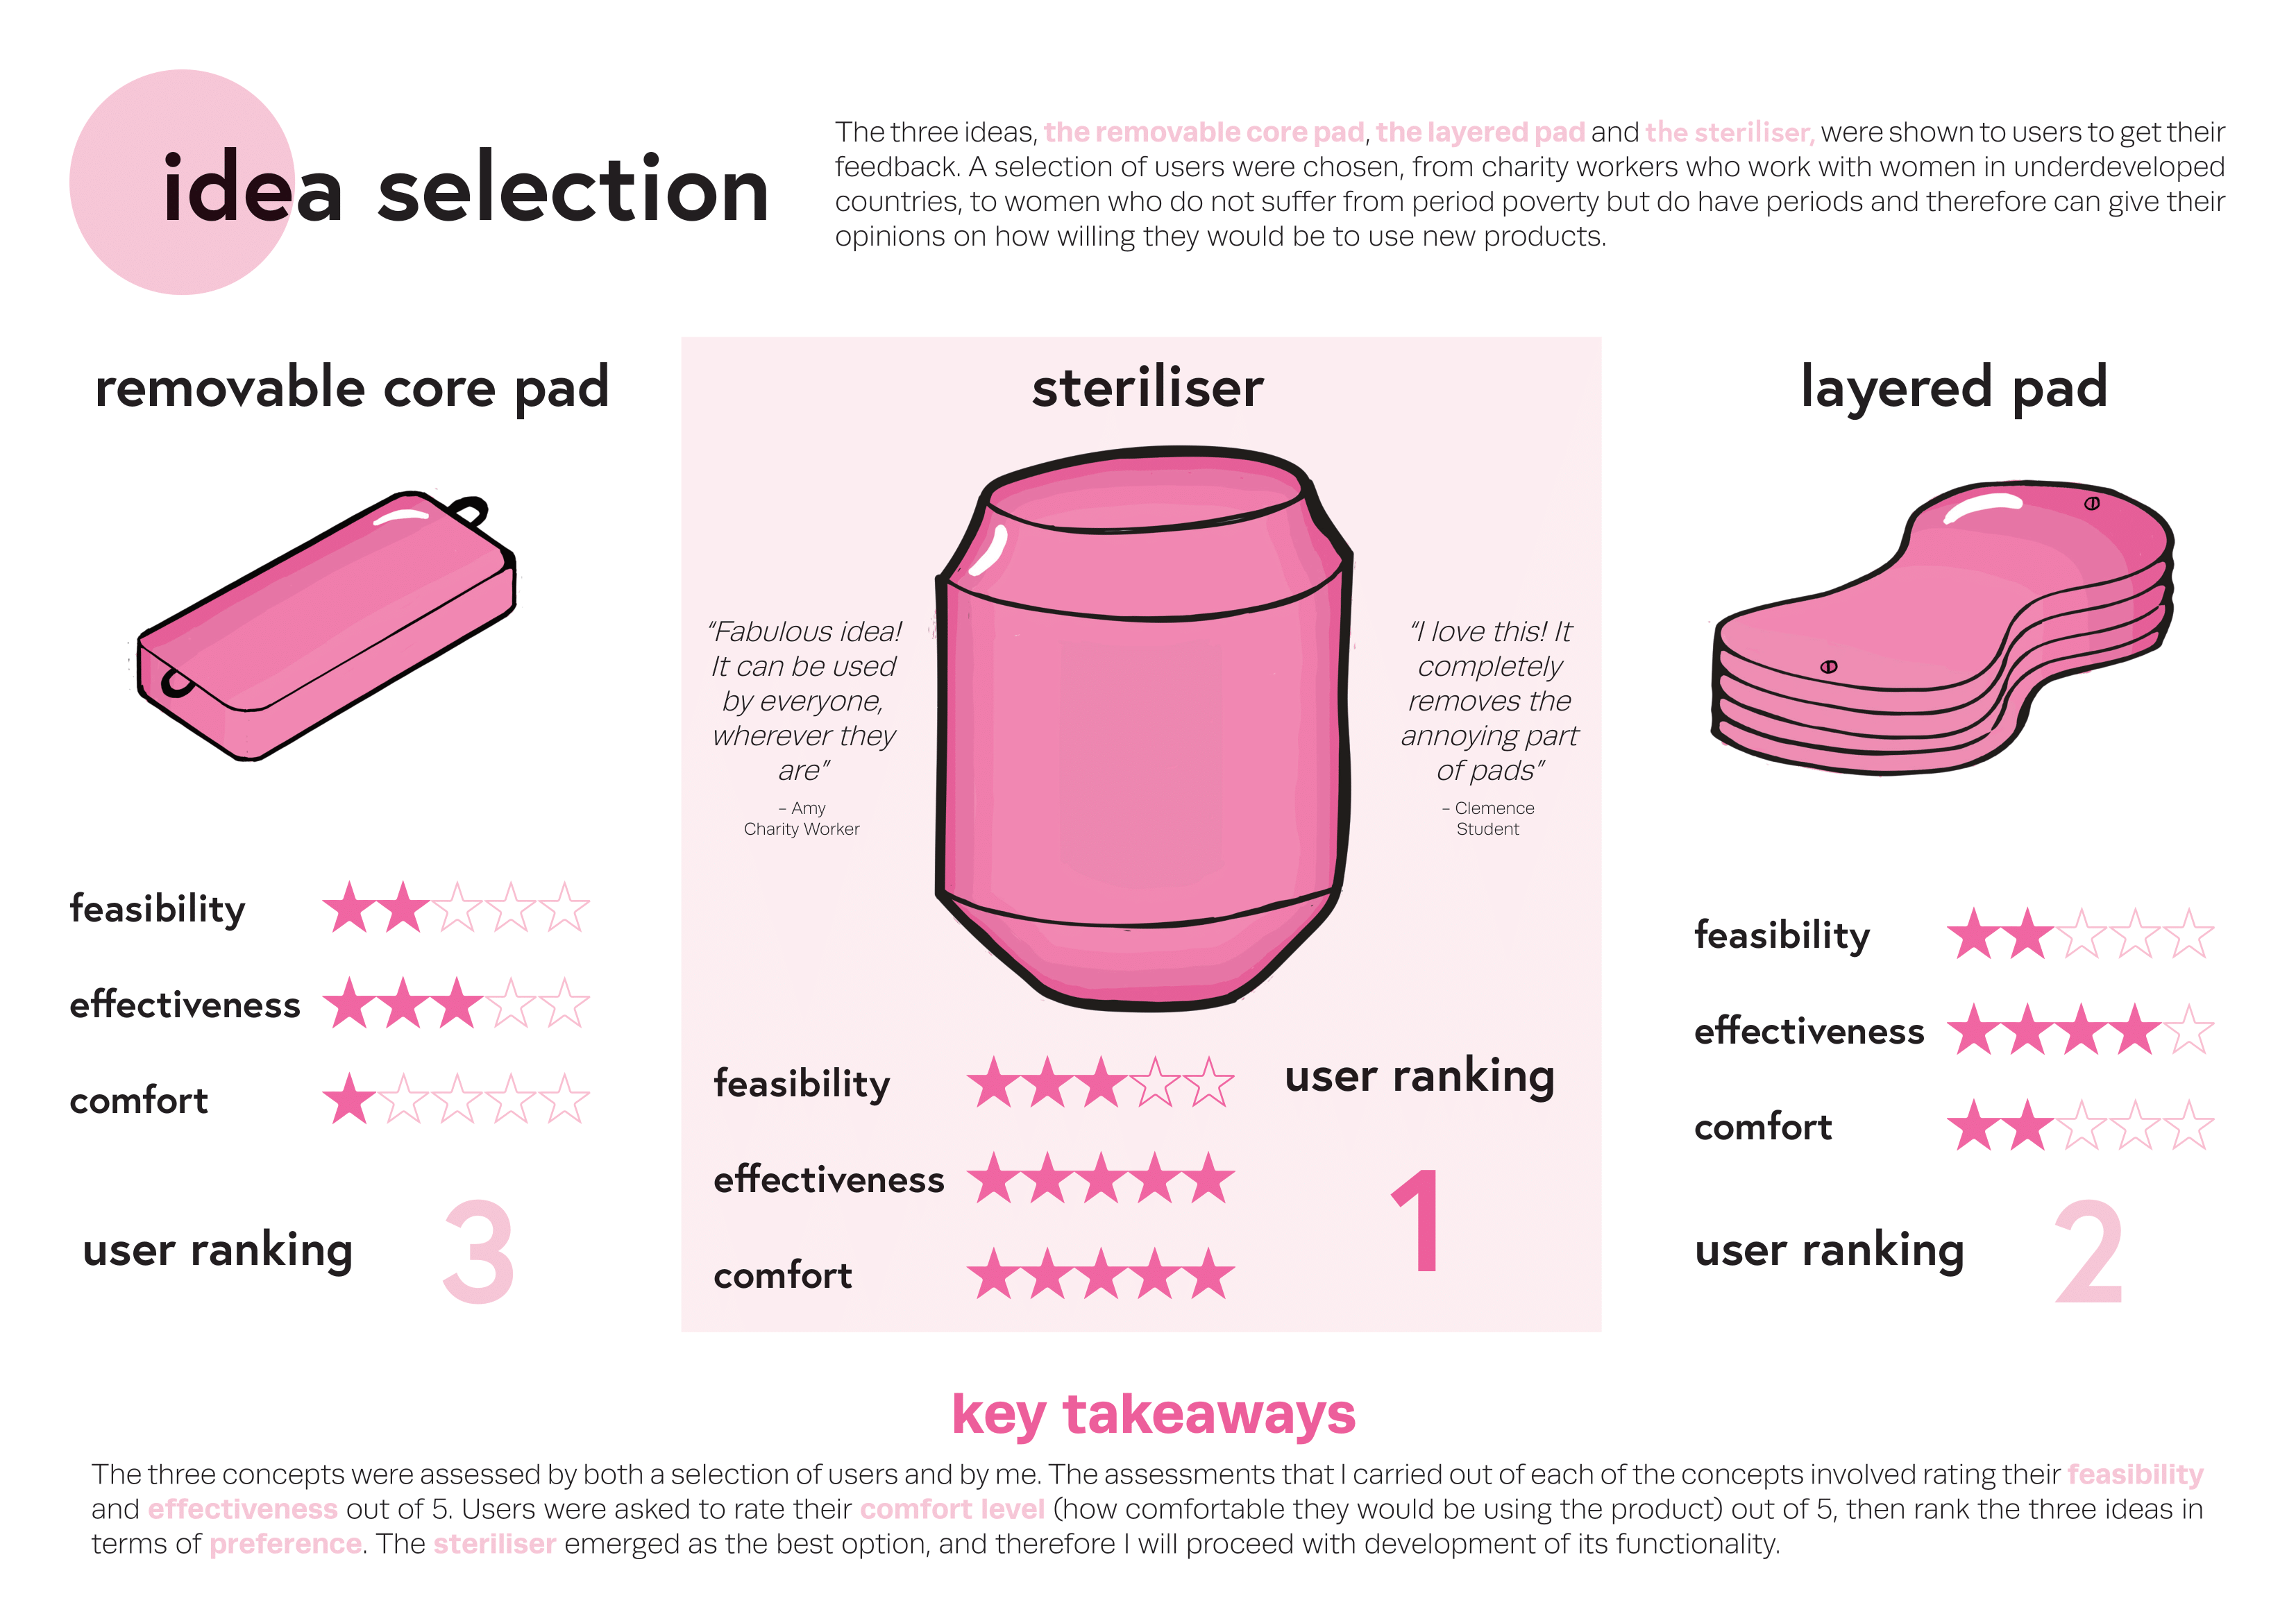 idea selection
The three ideas, the removable core pad, the layered pad and the steriliser, were shown to users to get their
feedback. A selection of users were chosen, from charity workers who work with women in underdeveloped
countries, to women who do not suffer from period poverty but do have periods and therefore can give their
opinions on how willing they would be to use new products.
removable core pad
feasibility
effectiveness
comfort
user ranking
3
steriliser
“Fabulous idea!
It can be used
by everyone,
wherever they
are”
– Amy
Charity Worker
“I love this! It
completely
removes the
annoying part
of pads”
– Clemence
Student
feasibility
effectiveness
comfort
user ranking
1
layered pad
feasibility
effectiveness
comfort
user ranking
2
key takeaways
The three concepts were assessed by both a selection of users and by me. The assessments that I carried out of each of the concepts involved rating their feasibility
and effectiveness out of 5. Users were asked to rate their comfort level (how comfortable they would be using the product) out of 5, then rank the three ideas in
terms of preference. The steriliser emerged as the best option, and therefore I will proceed with development of its functionality.